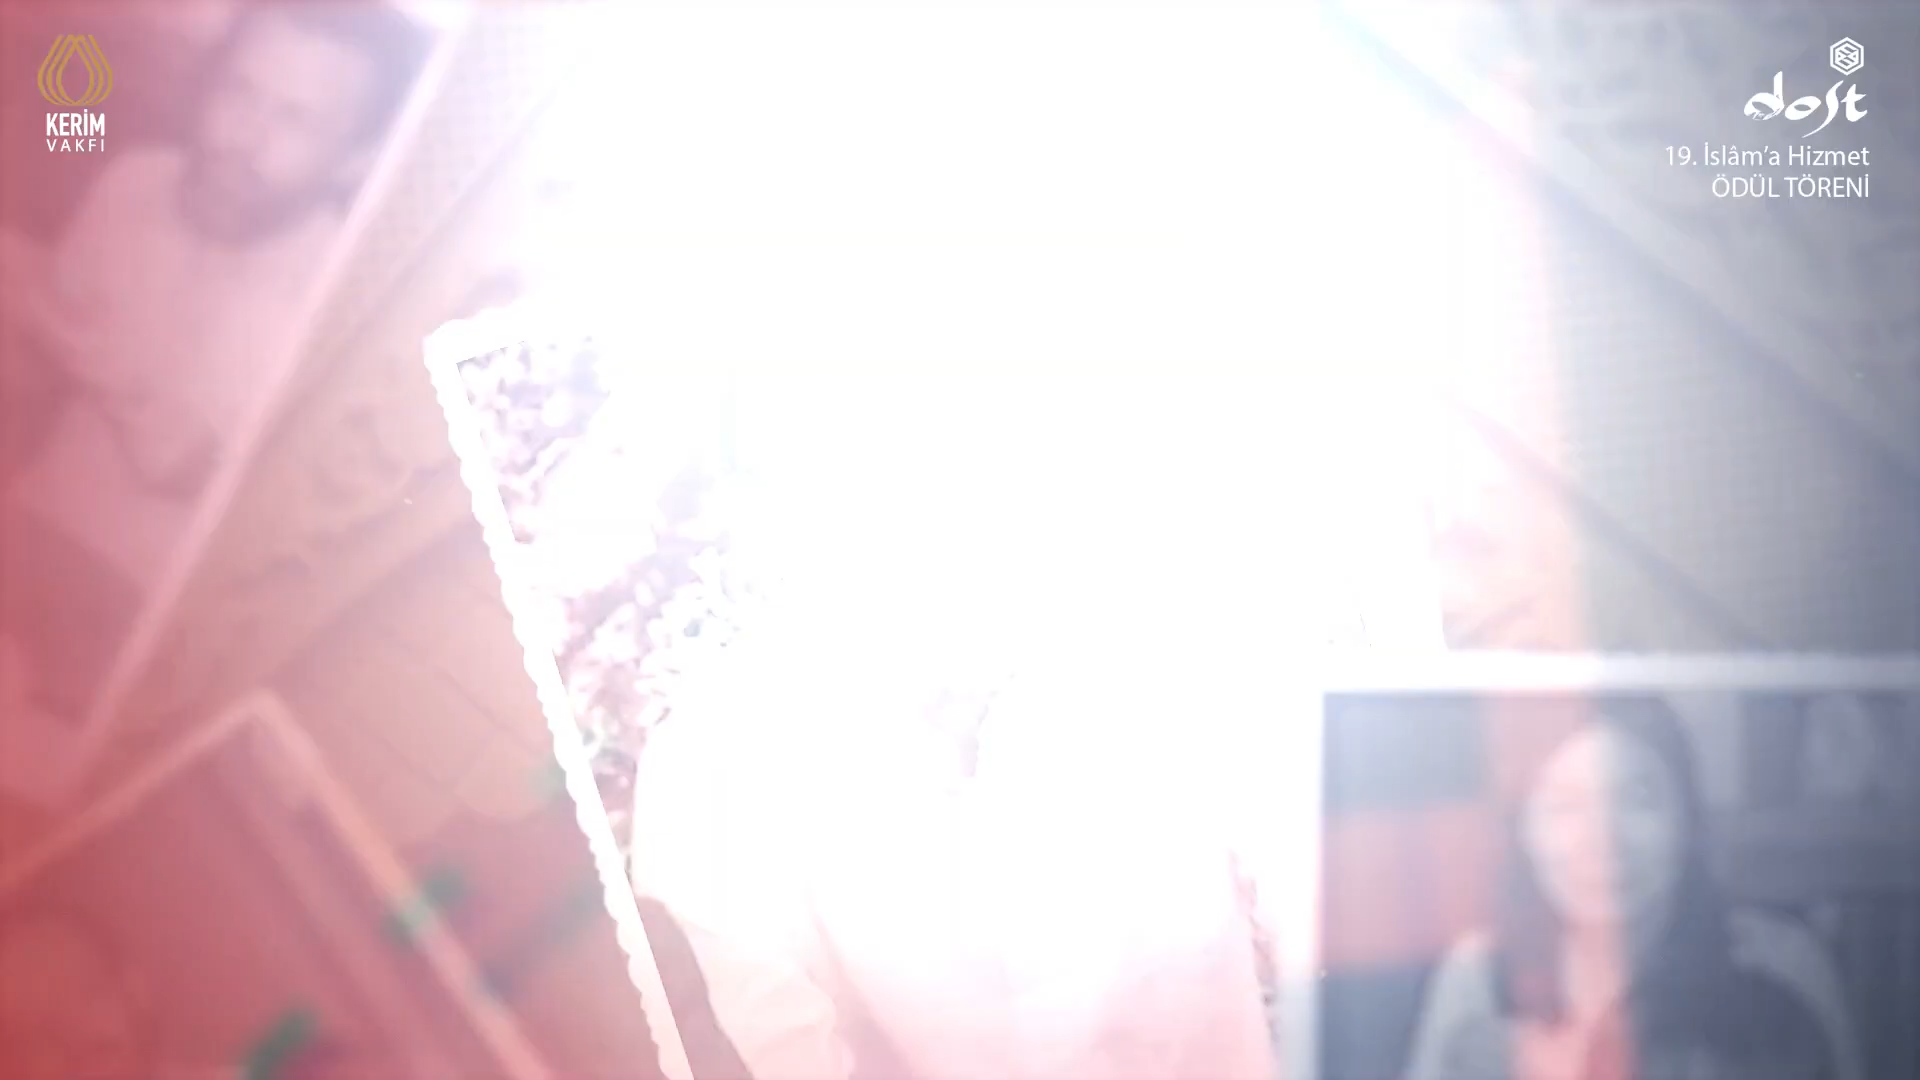 KERİM
VAKFI
dost
19. İslâm'a Hizmet
ÖDÜL TÖRENİ